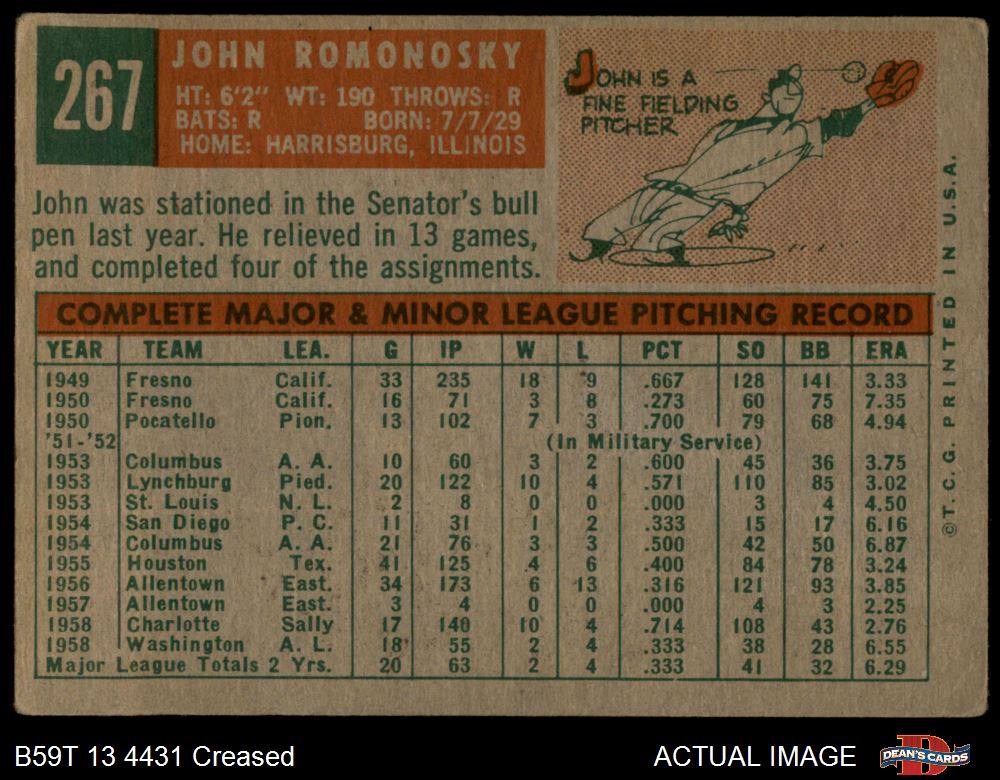 267
JOHN ROMONOSKY
HT: 6'2" WT: 190 THROWS: R
BATS: R BORN: 7/7/29
HOME: HARRISBURG, ILLINOIS
JOHN IS A
FINE FIELDING
PITCHER
John was stationed in the Senator's bull
pen last year. He relieved in 13 games,
and completed four of the assignments.
COMPLETE MAJOR & MINOR LEAGUE PITCHING RECORD
YEAR TEAM LEA. G IP W L PCT SO BB ERA
1949 Fresno Calif. 33 235 18 9 .667 128 141 3.33
1950 Fresno Calif. 16 71 3 8 .273 60 75 7.35
1950 Pocatello Pion. 13 102 7 3 .700 79 68 4.94
'51-'52 (In Military Service)
1953 Columbus A. A. 10 60 3 2 .600 45 36 3.75
1953 Lynchburg Pied. 20 122 10 4 .571 110 85 3.02
1953 St. Louis N. L. 2 8 0 0 .000 3 4 4.50
1954 San Diego P. C. 11 31 1 2 .333 15 17 6.16
1954 Columbus A. A. 21 76 3 3 .500 42 50 6.87
1955 Houston Tex. 41 125 4 6 .400 84 78 3.24
1956 Allentown East. 34 173 6 13 .316 121 93 3.85
1957 Allentown East. 3 4 0 0 .000 4 3 2.25
1958 Charlotte Sally 17 140 10 4 .714 108 43 2.76
1958 Washington A. L. 18 55 2 4 .333 38 28 6.55
Major League Totals 2 Yrs. 20 63 2 4 .333 41 32 6.29
©T.C.G. PRINTED IN U.S.A.
B59T 13 4431 Creased
ACTUAL IMAGE
D
DEAN'S CARDS